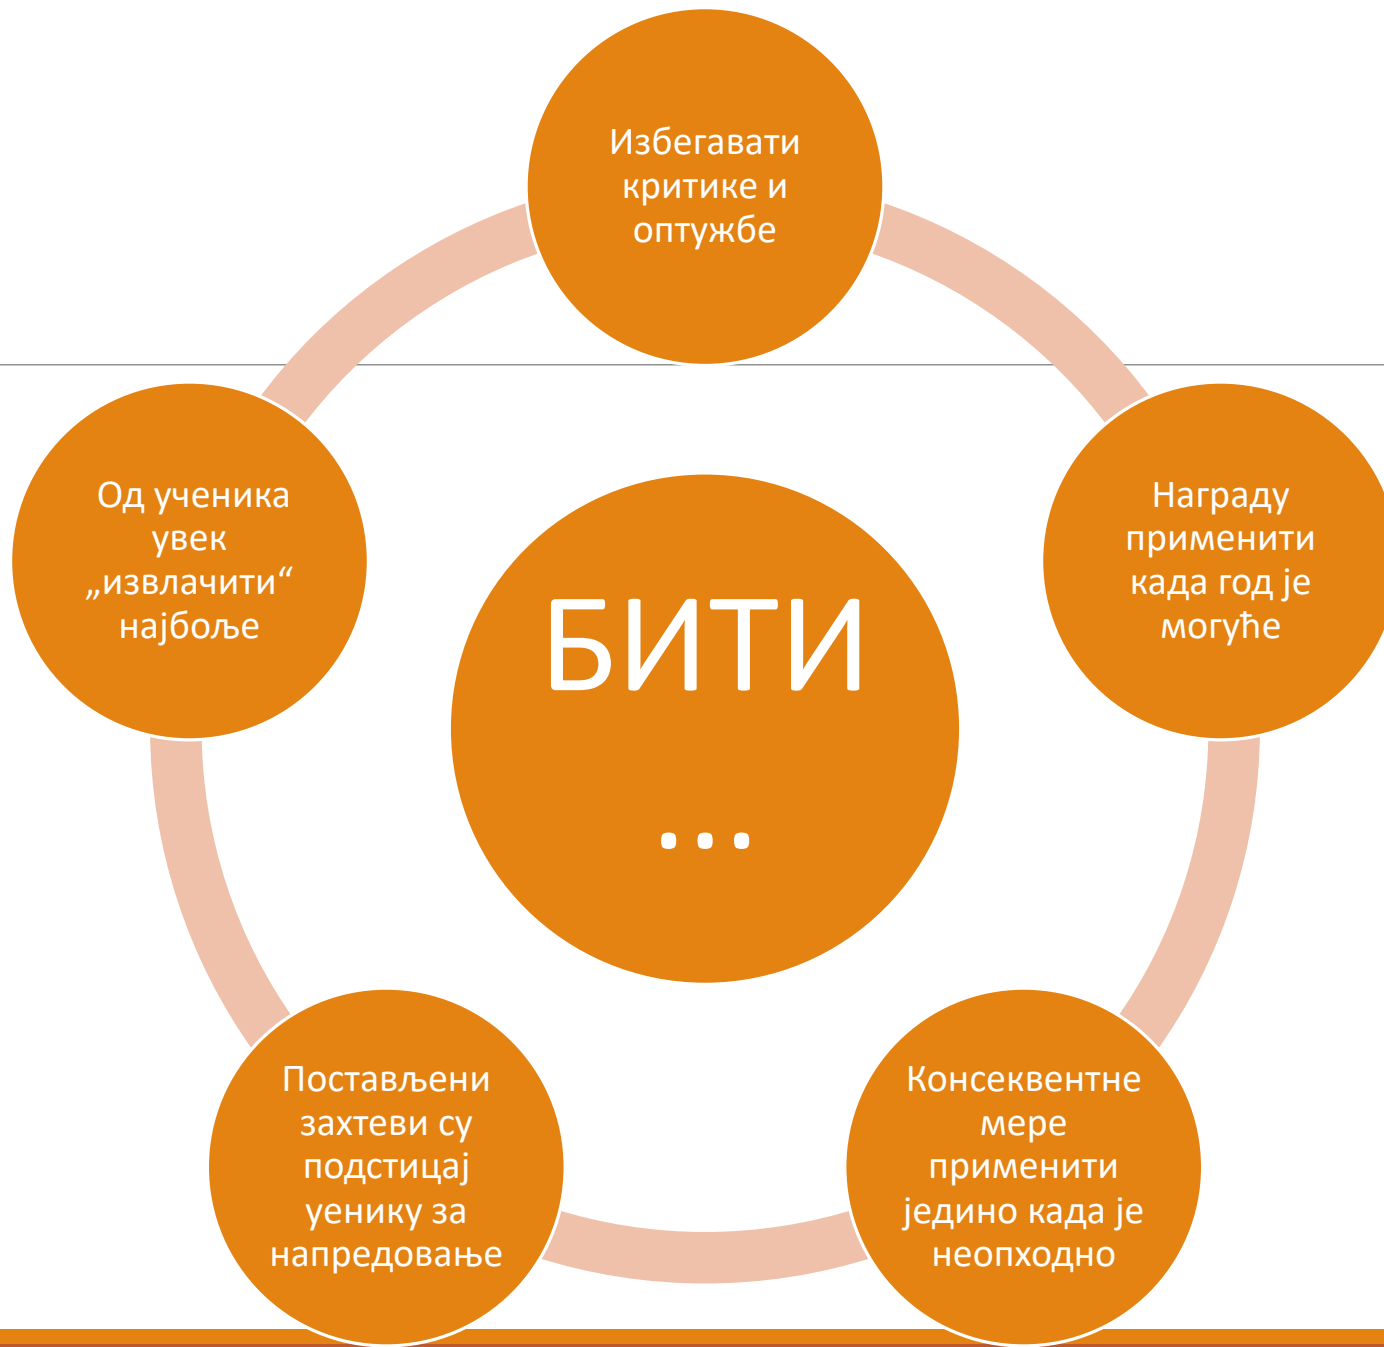 Избегавати
критике и
оптужбе
Награду
применити
када год је
могуће
Консеквентне
мере
применити
једино када је
неопходно
Постављени
захтеви су
подстицај
уенику за
напредовање
Од ученика
увек
„извлачити“
најбоље
БИТИ
...